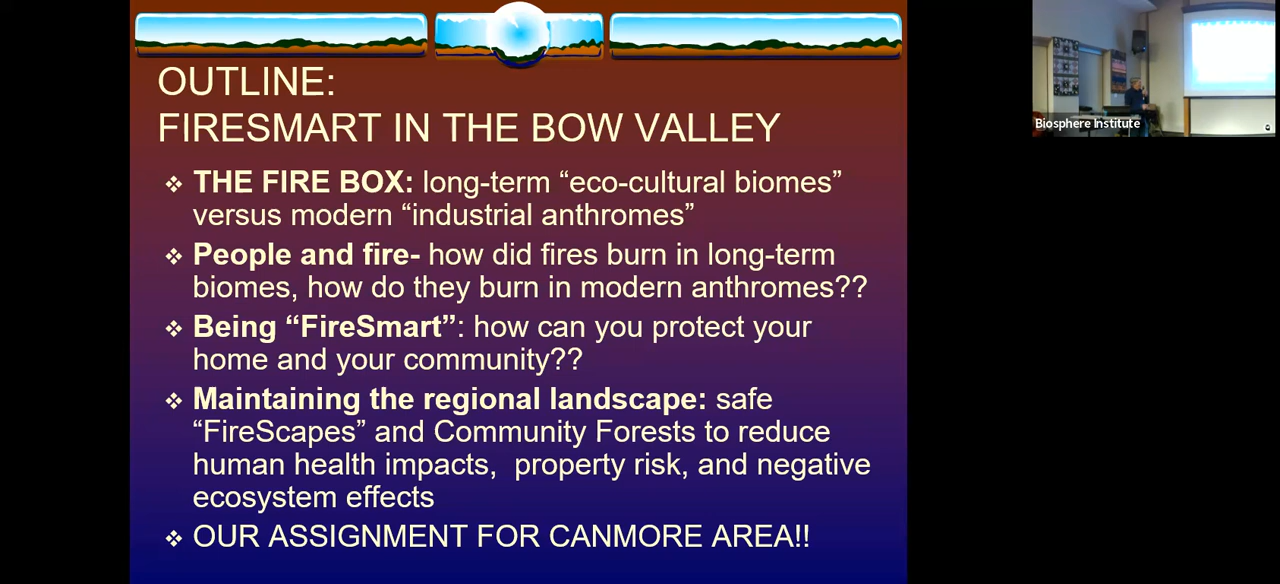 OUTLINE:
FIRESMART IN THE BOW VALLEY
❖ THE FIRE BOX: long-term “eco-cultural biomes”
versus modern “industrial anthromes”
❖ People and fire- how did fires burn in long-term
biomes, how do they burn in modern anthromes??
❖ Being “FireSmart”: how can you protect your
home and your community??
❖ Maintaining the regional landscape: safe
“FireScapes” and Community Forests to reduce
human health impacts,  property risk, and negative
ecosystem effects
❖ OUR ASSIGNMENT FOR CANMORE AREA!!
Biosphere Institute